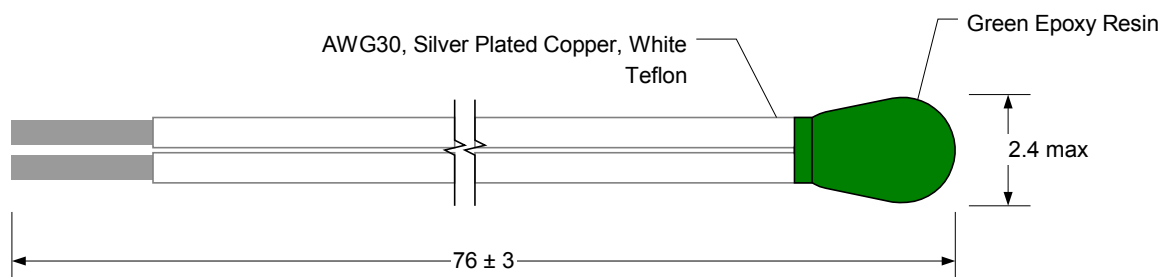 Green Epoxy Resin
AWG30, Silver Plated Copper, White
Teflon
2.4 max
76 ± 3